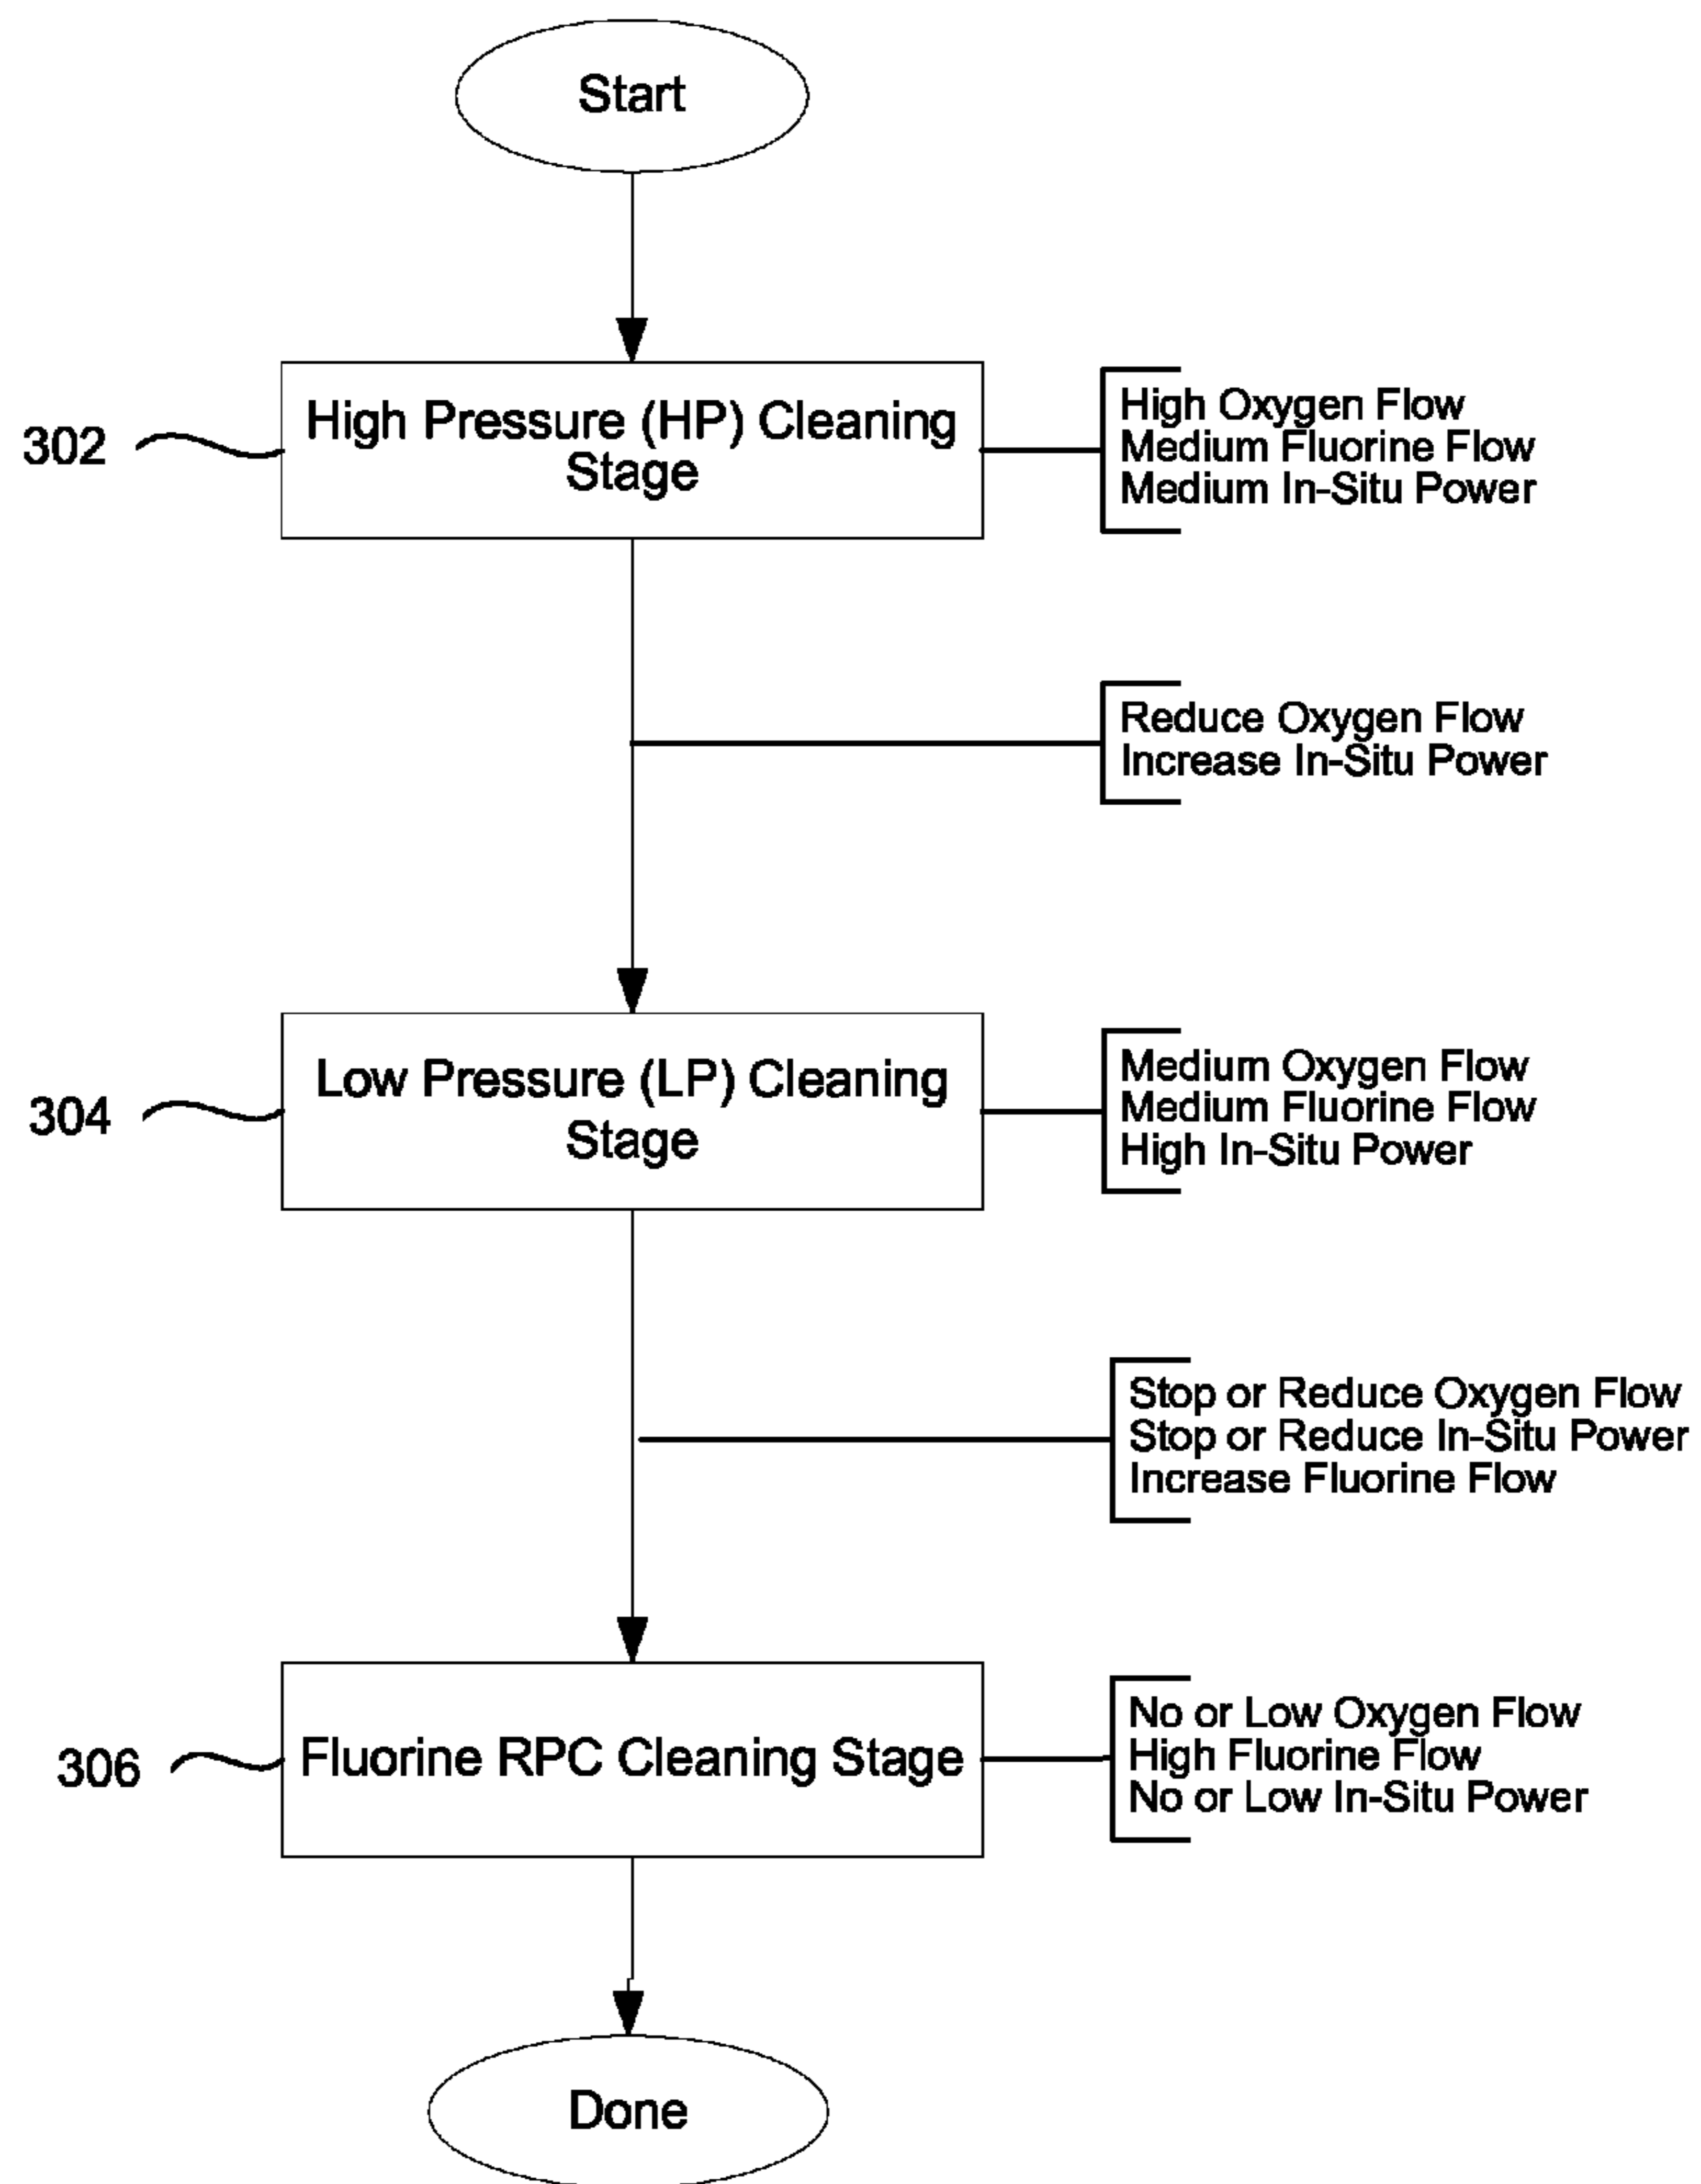 Start
302
High Pressure (HP) Cleaning
Stage
High Oxygen Flow
Medium Fluorine Flow
Medium In-Situ Power
Reduce Oxygen Flow
Increase In-Situ Power
304
Low Pressure (LP) Cleaning
Stage
Medium Oxygen Flow
Medium Fluorine Flow
High In-Situ Power
Stop or Reduce Oxygen Flow
Stop or Reduce In-Situ Power
Increase Fluorine Flow
306
Fluorine RPC Cleaning Stage
No or Low Oxygen Flow
High Fluorine Flow
No or Low In-Situ Power
Done